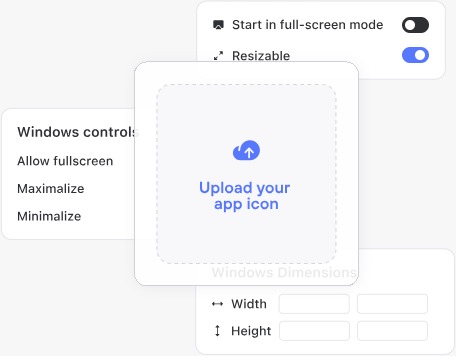 Start in full-screen mode
Resizable
Windows controls
Allow fullscreen
Maximalize
Minimalize
Upload your
app icon
Windows Dimensions
Width
Height